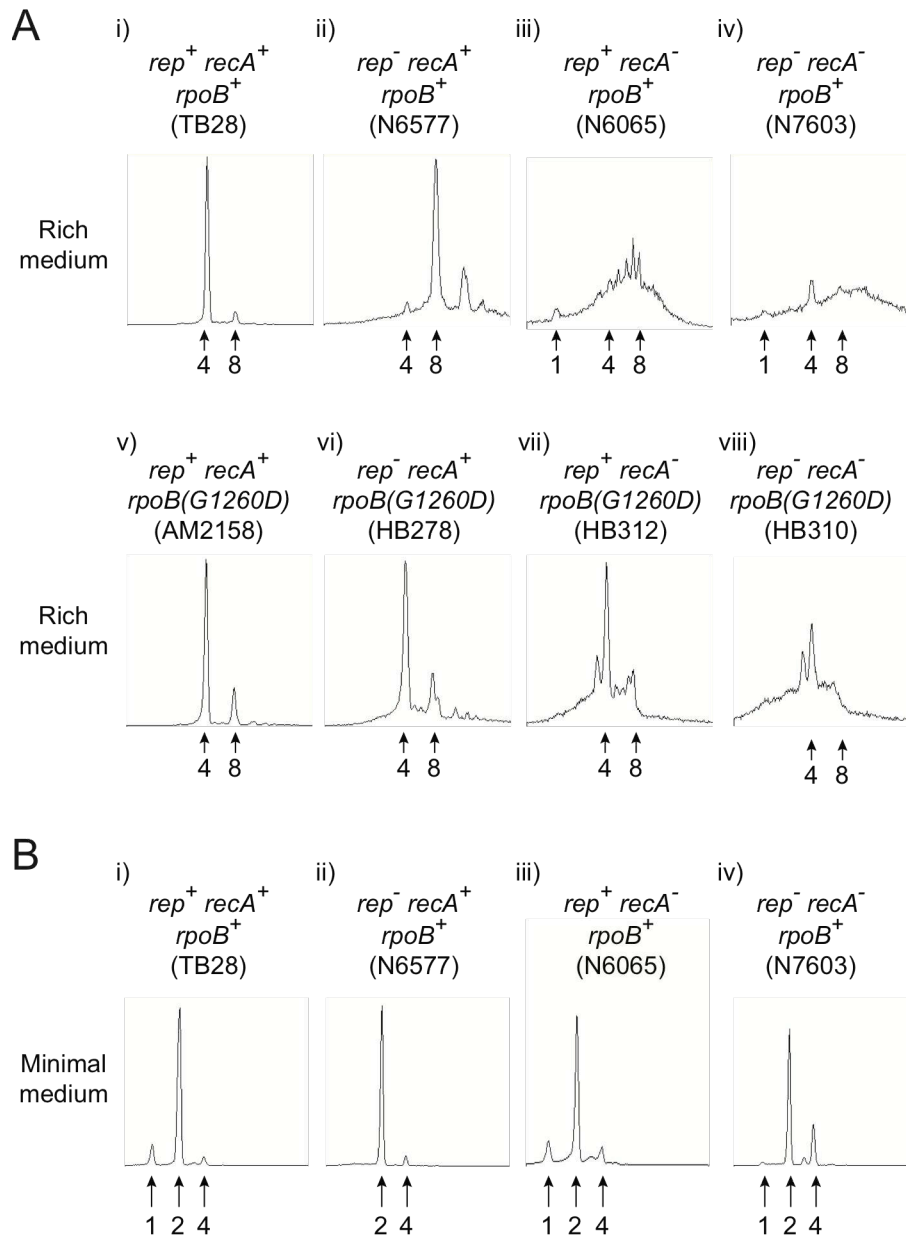 A
i)
rep+ recA+
rpoB+
(TB28)
ii)
rep- recA+
rpoB+
(N6577)
iii)
rep+ recA-
rpoB+
(N6065)
iv)
rep- recA-
rpoB+
(N7603)
Rich
medium
4 8
4 8
1 4 8
1 4 8
v)
rep+ recA+
rpoB(G1260D)
(AM2158)
vi)
rep- recA+
rpoB(G1260D)
(HB278)
vii)
rep+ recA-
rpoB(G1260D)
(HB312)
viii)
rep- recA-
rpoB(G1260D)
(HB310)
Rich
medium
4 8
4 8
4 8
4 8
B
i)
rep+ recA+
rpoB+
(TB28)
ii)
rep- recA+
rpoB+
(N6577)
iii)
rep+ recA-
rpoB+
(N6065)
iv)
rep- recA-
rpoB+
(N7603)
Minimal
medium
1 2 4
2 4
1 2 4
1 2 4